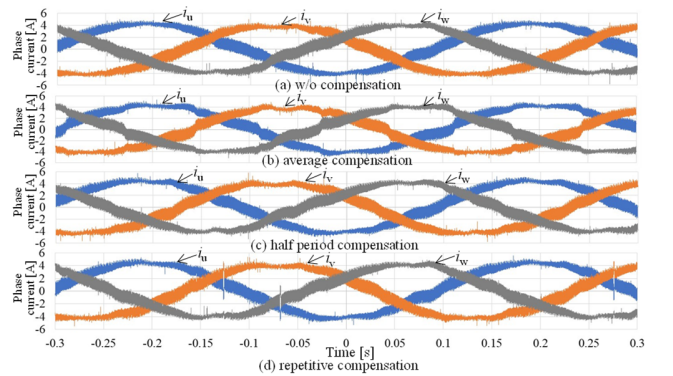 Phase current [A]
6
4
2
0
-2
-4
-6
iu
iv
iw
(a) w/o compensation
Phase current [A]
6
4
2
0
-2
-4
-6
iu
iv
iw
(b) average compensation
Phase current [A]
6
4
2
0
-2
-4
-6
iu
iv
iw
(c) half period compensation
Phase current [A]
6
4
2
0
-2
-4
-6
iu
iv
iw
-0.3 -0.25 -0.2 -0.15 -0.1 -0.05 0 0.05 0.1 0.15 0.2 0.25 0.3
Time [s]
(d) repetitive compensation